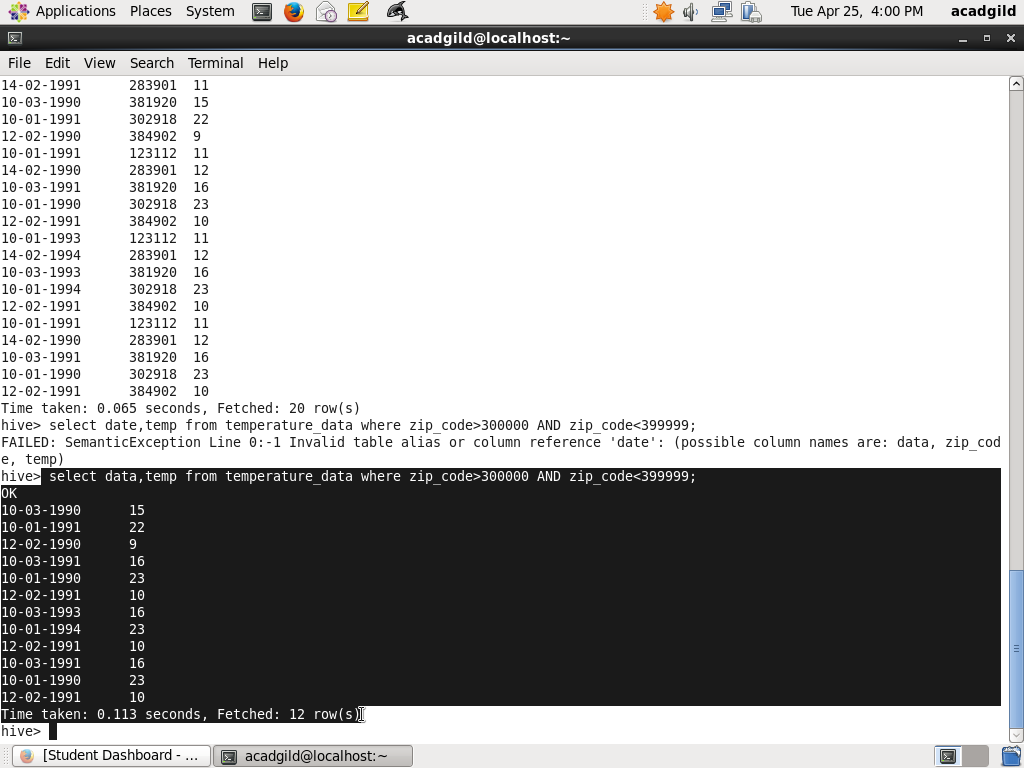 Applications Places System Tue Apr 25, 4:00 PM acadgild
acadgild@localhost:~
File Edit View Search Terminal Help
14-02-1991 283901 11
10-03-1990 381920 15
10-01-1991 302918 22
12-02-1990 384902 9
10-01-1991 123112 11
14-02-1990 283901 12
10-03-1991 381920 16
10-01-1990 302918 23
12-02-1991 384902 10
10-01-1993 123112 11
14-02-1994 283901 12
10-03-1993 381920 16
10-01-1994 302918 23
12-02-1991 384902 10
10-01-1991 123112 11
14-02-1990 283901 12
10-03-1991 381920 16
10-01-1990 302918 23
12-02-1991 384902 10
Time taken: 0.065 seconds, Fetched: 20 row(s)
hive> select date,temp from temperature_data where zip_code>300000 AND zip_code<399999;
FAILED: SemanticException Line 0:-1 Invalid table alias or column reference 'date': (possible column names are: data, zip_cod
e, temp)
hive> select data,temp from temperature_data where zip_code>300000 AND zip_code<399999;
OK
10-03-1990 15
10-01-1991 22
12-02-1990 9
10-03-1991 16
10-01-1990 23
12-02-1991 10
10-03-1993 16
10-01-1994 23
12-02-1991 10
10-03-1991 16
10-01-1990 23
12-02-1991 10
Time taken: 0.113 seconds, Fetched: 12 row(s)
hive>
[Student Dashboard - ... acadgild@localhost:~